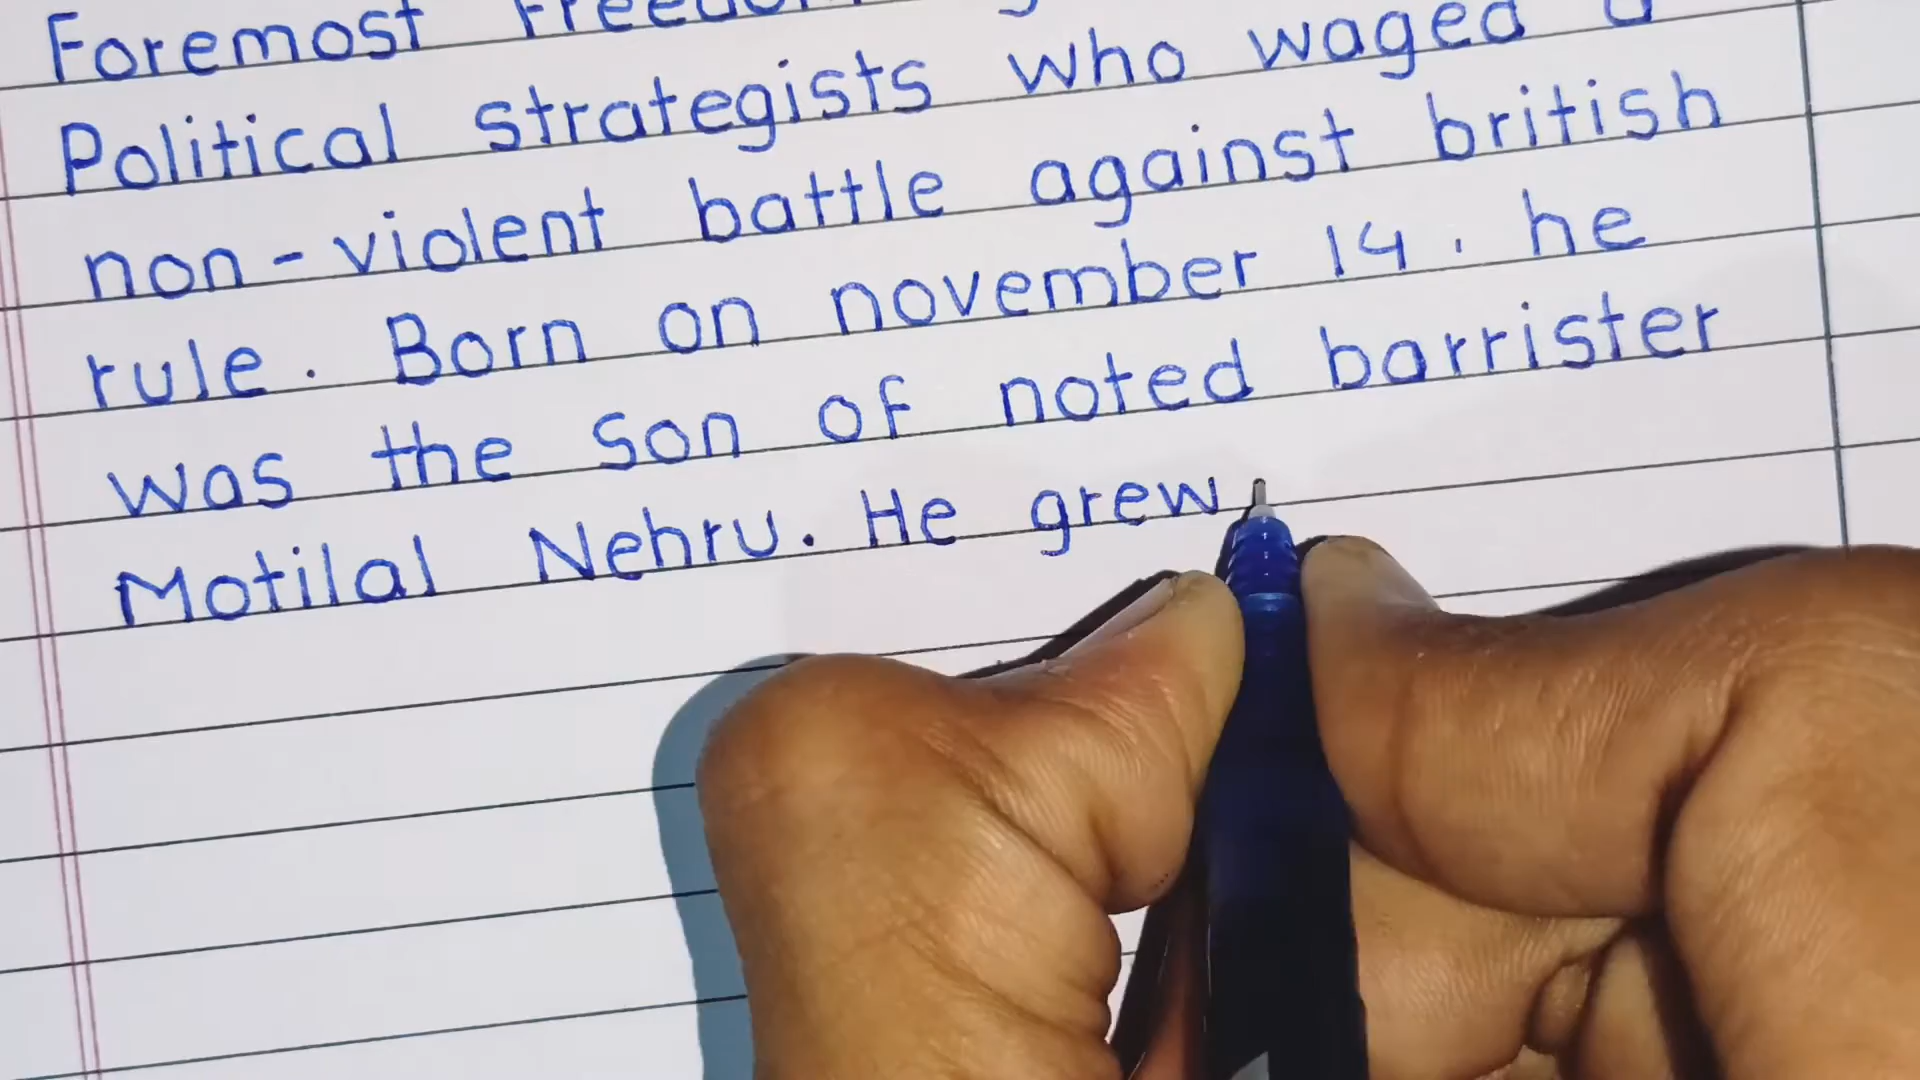 Foremost Freedom
Political strategists who waged a
non-violent battle against british
rule. Born on november 14. he
was the son of noted barrister
Motilal Nehru. He grew